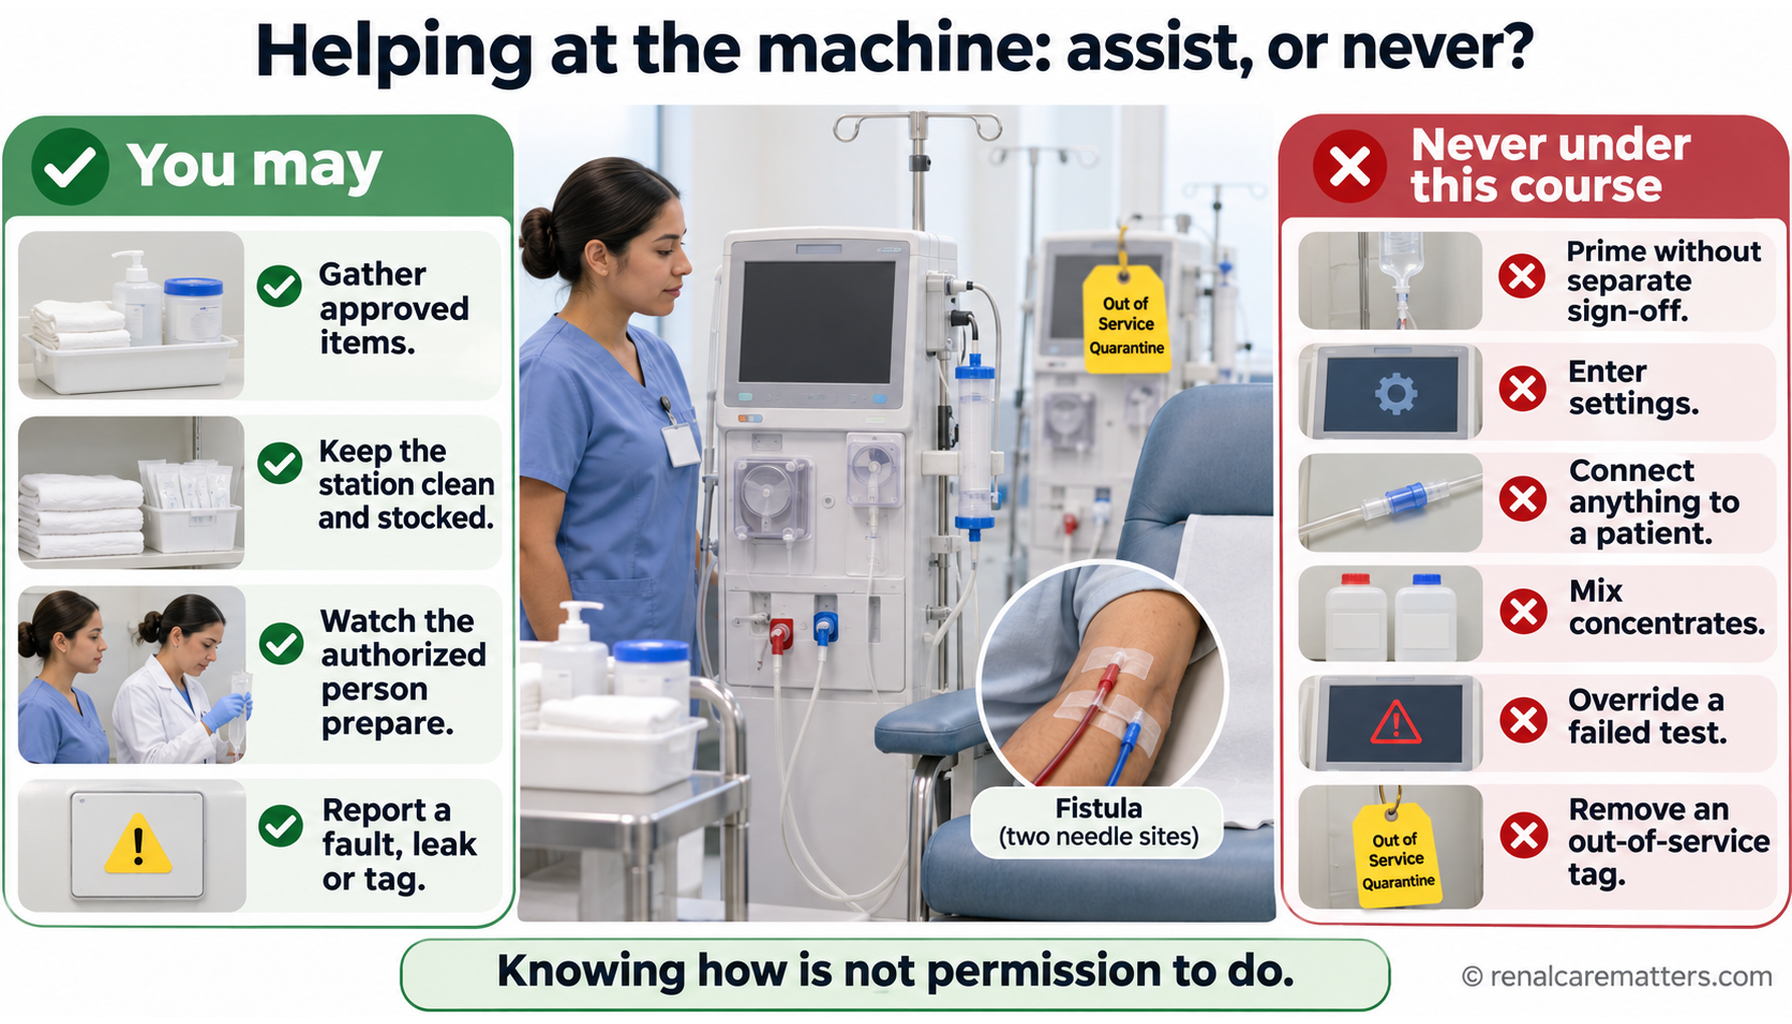 Helping at the machine: assist, or never?
You may
Gather
approved
items.
Keep the
station clean
and stocked.
Watch the
authorized
person
prepare.
Report a
fault, leak
or tag.
Out of
Service
Quarantine
Fistula
(two needle sites)
Never under
this course
Prime without
separate
sign-off.
Enter
settings.
Connect
anything to
a patient.
Mix
concentrates.
Override a
failed test.
Out of
Service
Quarantine
Remove an
out-of-service
tag.
Knowing how is not permission to do.
© renalcarematters.com